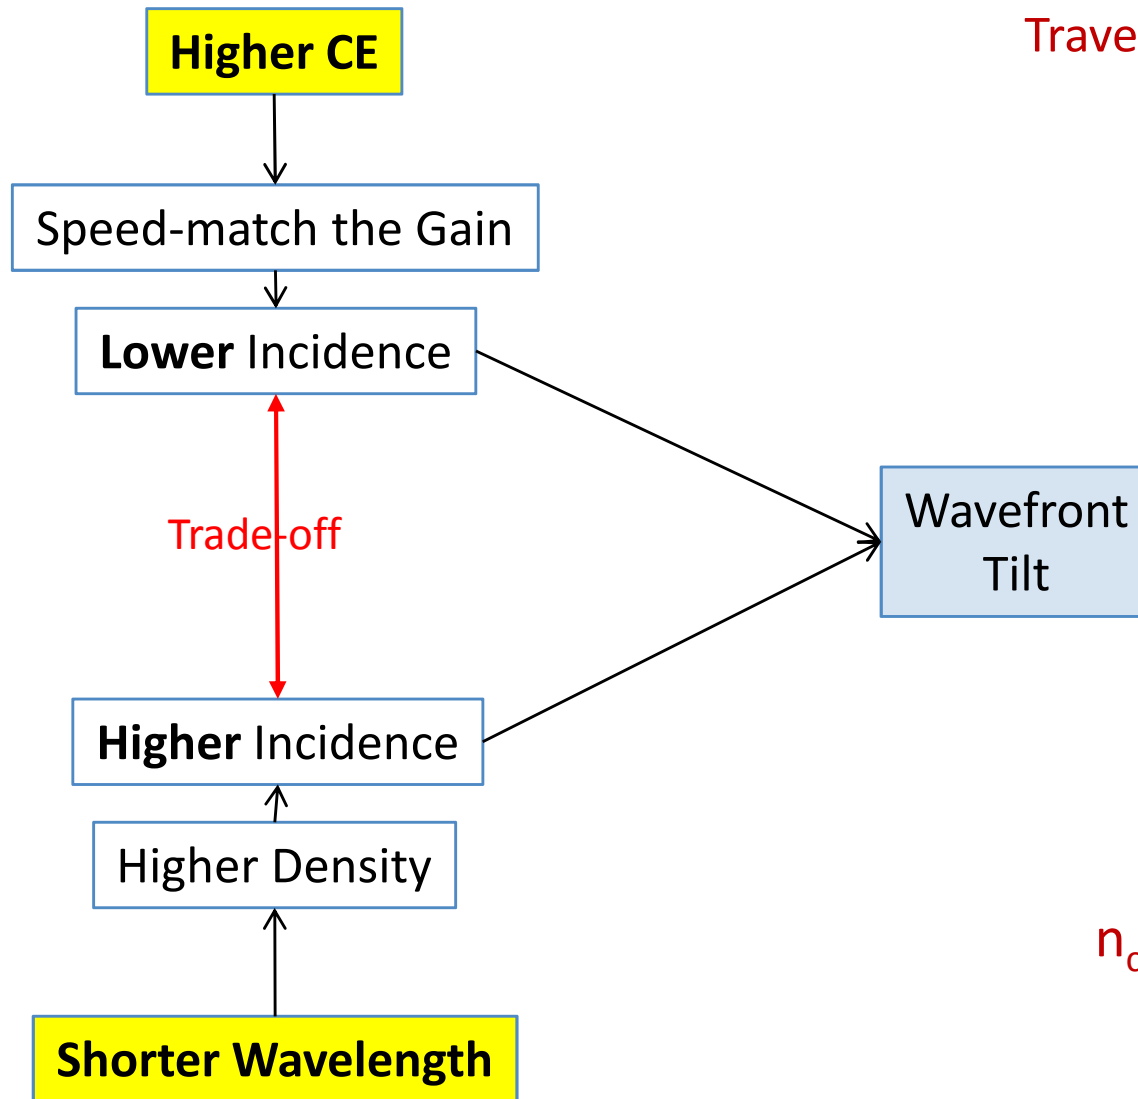 Higher CE
Speed-match the Gain
Lower Incidence
Trade-off
Wavefront
Tilt
Higher Incidence
Higher Density
Shorter Wavelength